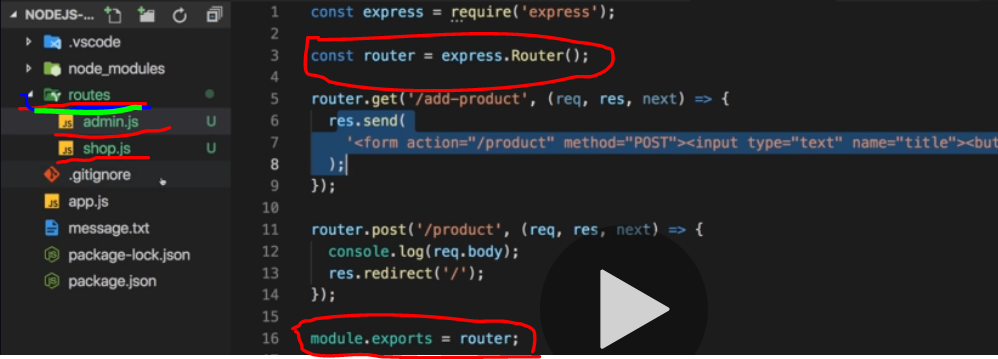 NODEJS-...
.vscode
node_modules
routes
JS admin.js U
JS shop.js U
.gitignore
JS app.js
message.txt
package-lock.json
package.json
1 const express = require('express');
2
3 const router = express.Router();
4
5 router.get('/add-product', (req, res, next) => {
6 res.send(
7 '<form action="/product" method="POST"><input type="text" name="title"><but
8 );
9 });
10
11 router.post('/product', (req, res, next) => {
12 console.log(req.body);
13 res.redirect('/');
14 });
15
16 module.exports = router;